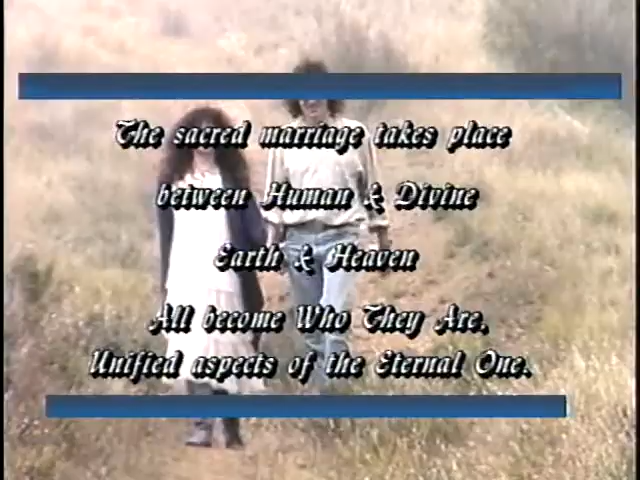 The sacred marriage takes place
between Human & Divine
Earth & Heaven
All become Who They Are,
Unified aspects of the Eternal One.